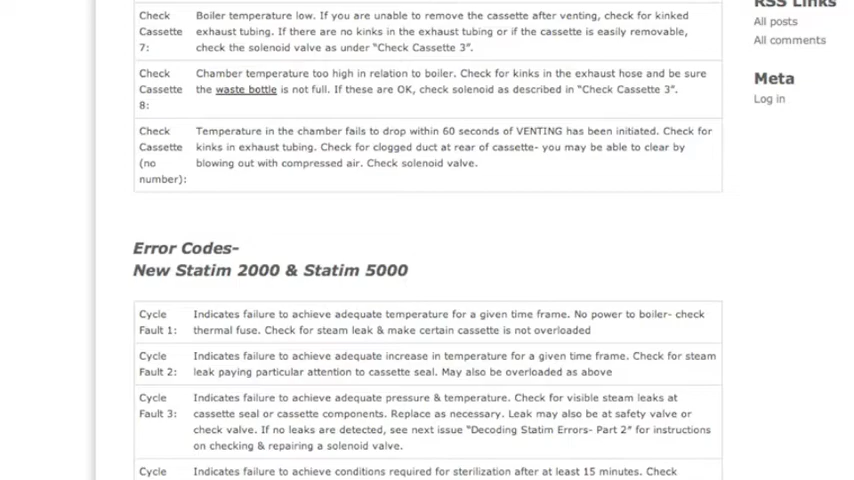 Check Boiler temperature low. If you are unable to remove the cassette after venting, check for kinked
Cassette exhaust tubing. If there are no kinks in the exhaust tubing or if the cassette is easily removable,
7: check the solenoid valve as under “Check Cassette 3”.
Check Chamber temperature too high in relation to boiler. Check for kinks in the exhaust hose and be sure
Cassette the waste bottle is not full. If these are OK, check solenoid as described in “Check Cassette 3”.
8:
Check Temperature in the chamber fails to drop within 60 seconds of VENTING has been initiated. Check for
Cassette kinks in exhaust tubing. Check for clogged duct at rear of cassette- you may be able to clear by
(no blowing out with compressed air. Check solenoid valve.
number):
Error Codes-
New Statim 2000 & Statim 5000
Cycle Indicates failure to achieve adequate temperature for a given time frame. No power to boiler- check
Fault 1: thermal fuse. Check for steam leak & make certain cassette is not overloaded
Cycle Indicates failure to achieve adequate increase in temperature for a given time frame. Check for steam
Fault 2: leak paying particular attention to cassette seal. May also be overloaded as above
Cycle Indicates failure to achieve adequate pressure & temperature. Check for visible steam leaks at
Fault 3: cassette seal or cassette components. Replace as necessary. Leak may also be at safety valve or
check valve. If no leaks are detected, see next issue “Decoding Statim Errors- Part 2” for instructions
on checking & repairing a solenoid valve.
Cycle Indicates failure to achieve conditions required for sterilization after at least 15 minutes. Check
RSS Links
All posts
All comments
Meta
Log in